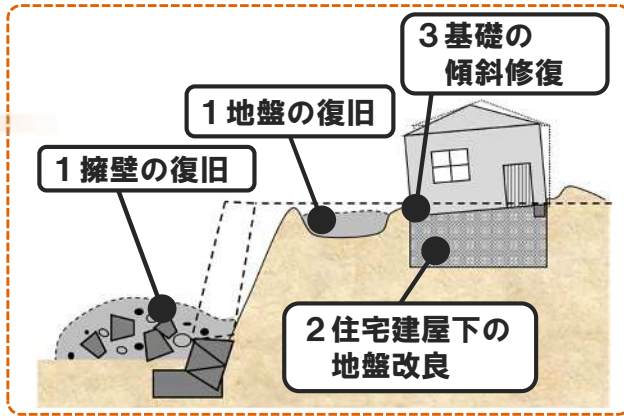 3基礎の
傾斜修復
1地盤の復旧
1擁壁の復旧
2住宅建屋下の
地盤改良